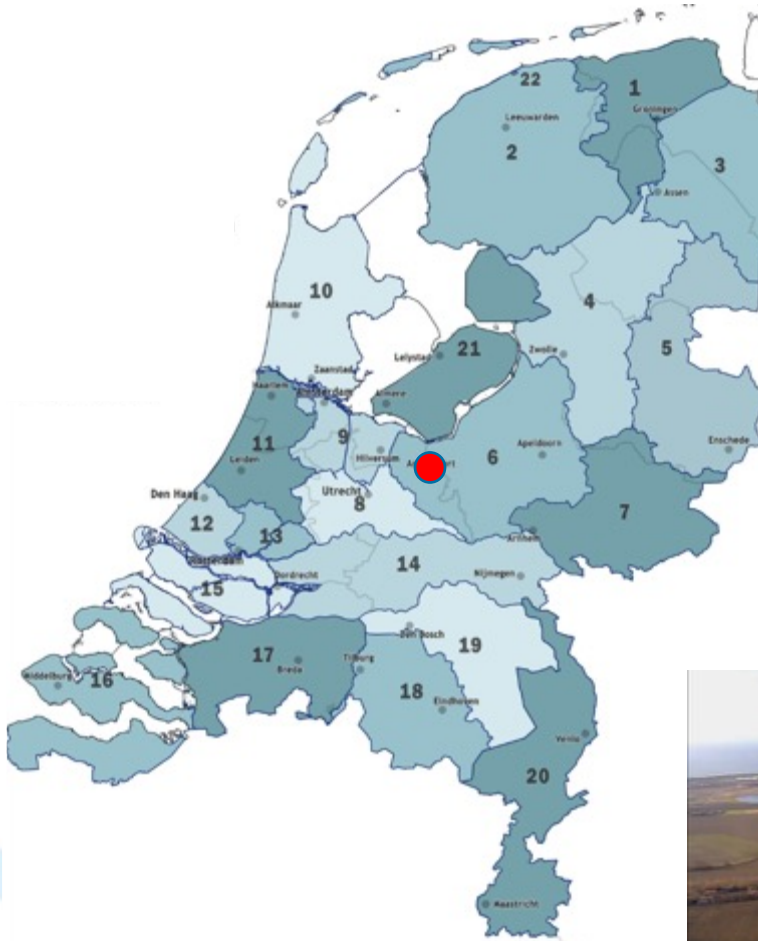 22
1
Groningen
Leeuwarden
2
3
Assen
10
4
Alkmaar
21
Lelystad
5
Zwolle
Zaanstad
Haarlem
Amsterdam
Almere
11
9
Enschede
Apeldoorn
6
Hilversum
Leiden
Den Haag
Utrecht
8
7
12
13
Arnhem
14
Dordrecht
Nijmegen
15
19
Den Bosch
17
Tilburg
Breda
16
Middelburg
18
Eindhoven
Venlo
20
Maastricht